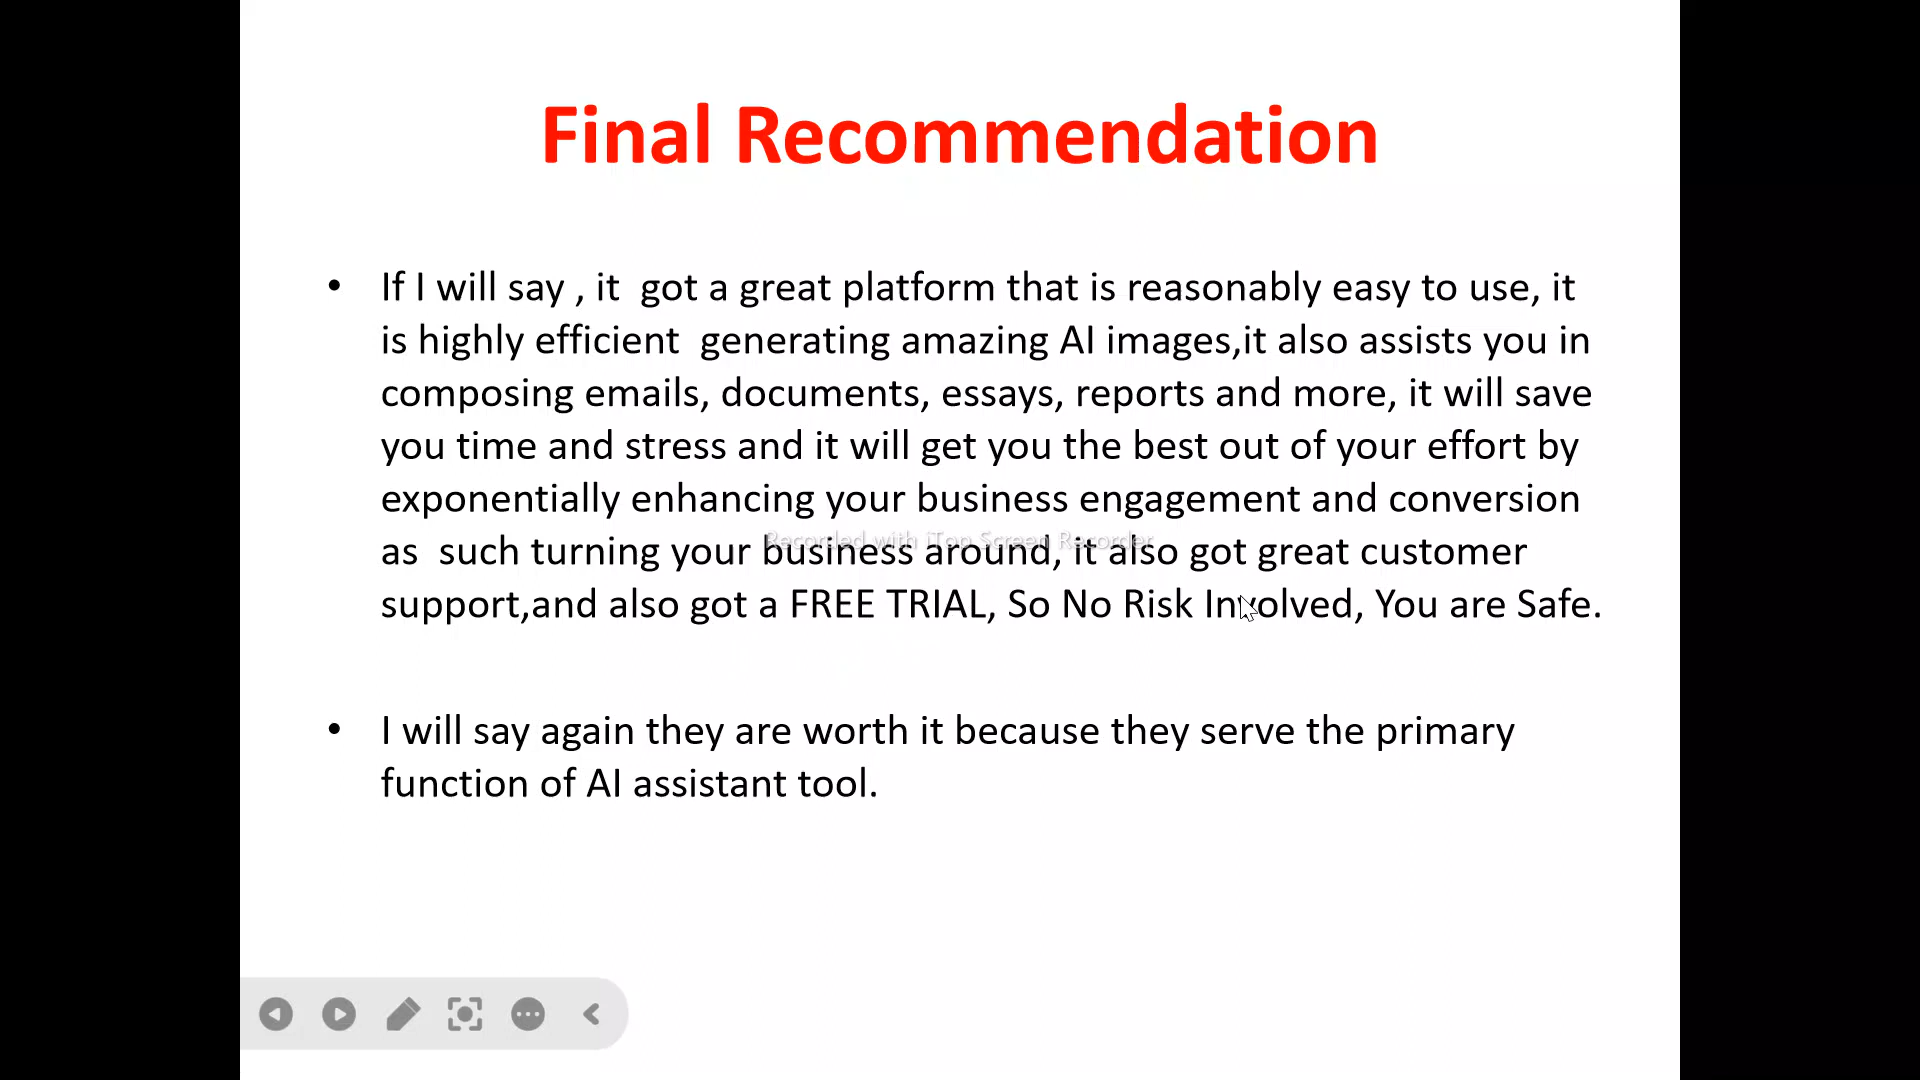 Final Recommendation
• If I will say , it  got a great platform that is reasonably easy to use, it
is highly efficient  generating amazing AI images,it also assists you in
composing emails, documents, essays, reports and more, it will save
you time and stress and it will get you the best out of your effort by
exponentially enhancing your business engagement and conversion
Recorded with iTop Screen Recorder
as  such turning your business around, it also got great customer
support,and also got a FREE TRIAL, So No Risk Involved, You are Safe.
• I will say again they are worth it because they serve the primary
function of AI assistant tool.